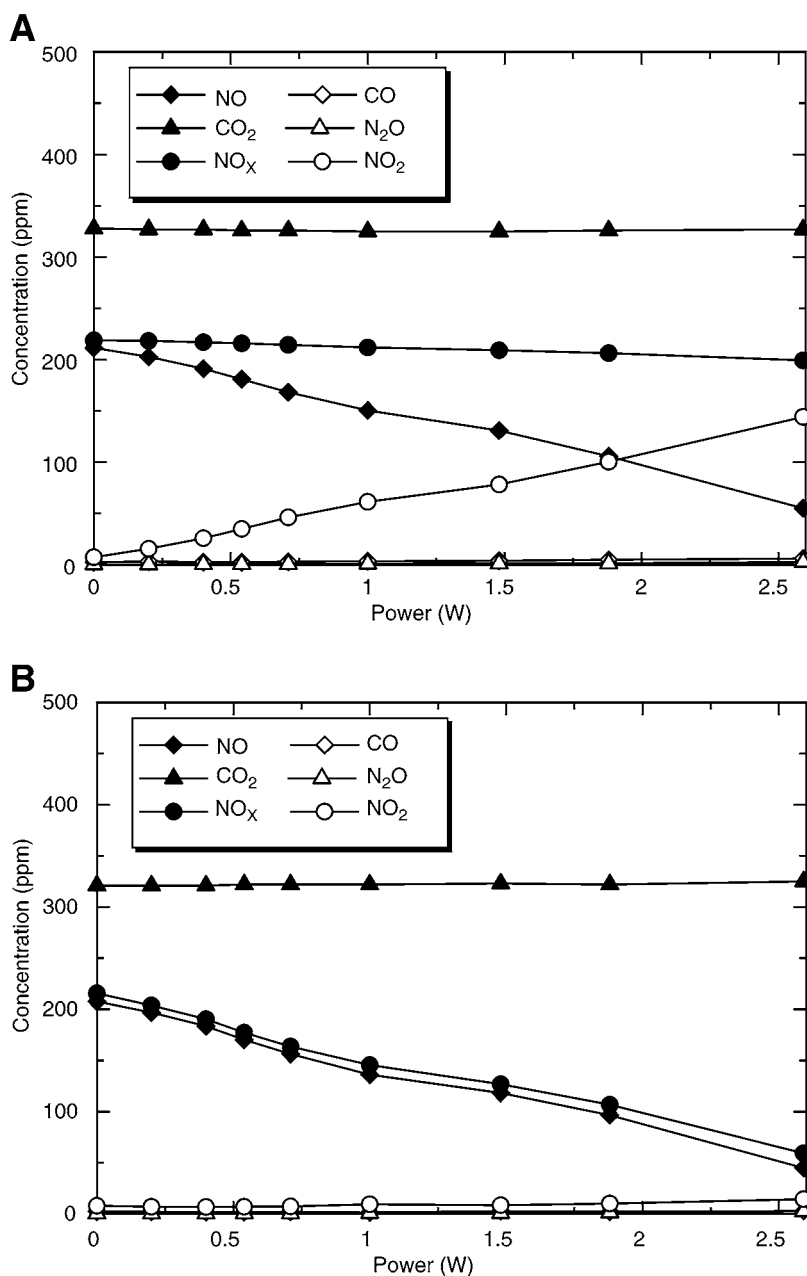 A
500
400
300
200
100
0
Concentration (ppm)
NO
CO
CO₂
N₂O
NOₓ
NO₂
0 0.5 1 1.5 2 2.5
Power (W)
B
500
400
300
200
100
0
Concentration (ppm)
NO
CO
CO₂
N₂O
NOₓ
NO₂
0 0.5 1 1.5 2 2.5
Power (W)